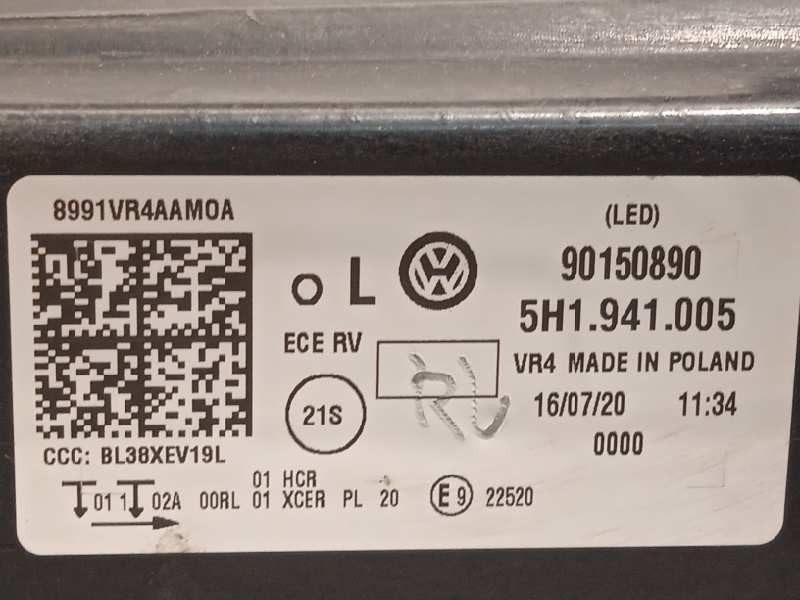 8991VR4AAM0A
(LED)
90150890
o L
5H1.941.005
ECE RV
VR4 MADE IN POLAND
21S
16/07/20 11:34
0000
CCC: BL38XEV19L
01 HCR
01 1 02A 00RL 01 XCER PL 20 E9 22520